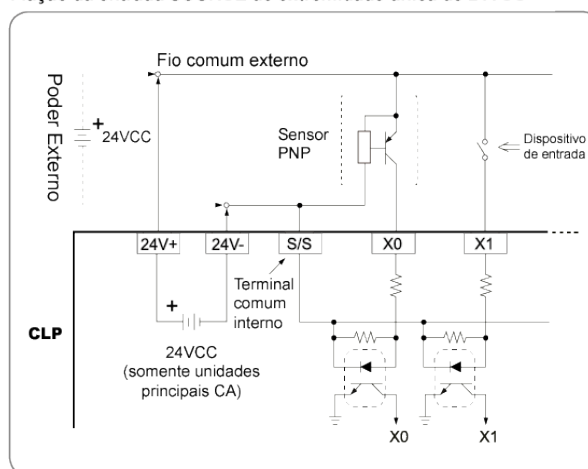 Fio comum externo
Poder Externo
+
24VCC
Sensor
PNP
Dispositivo
de entrada
24V+
24V-
S/S
X0
X1
Terminal
comum
interno
+
CLP
24VCC
(somente unidades
principais CA)
X0
X1